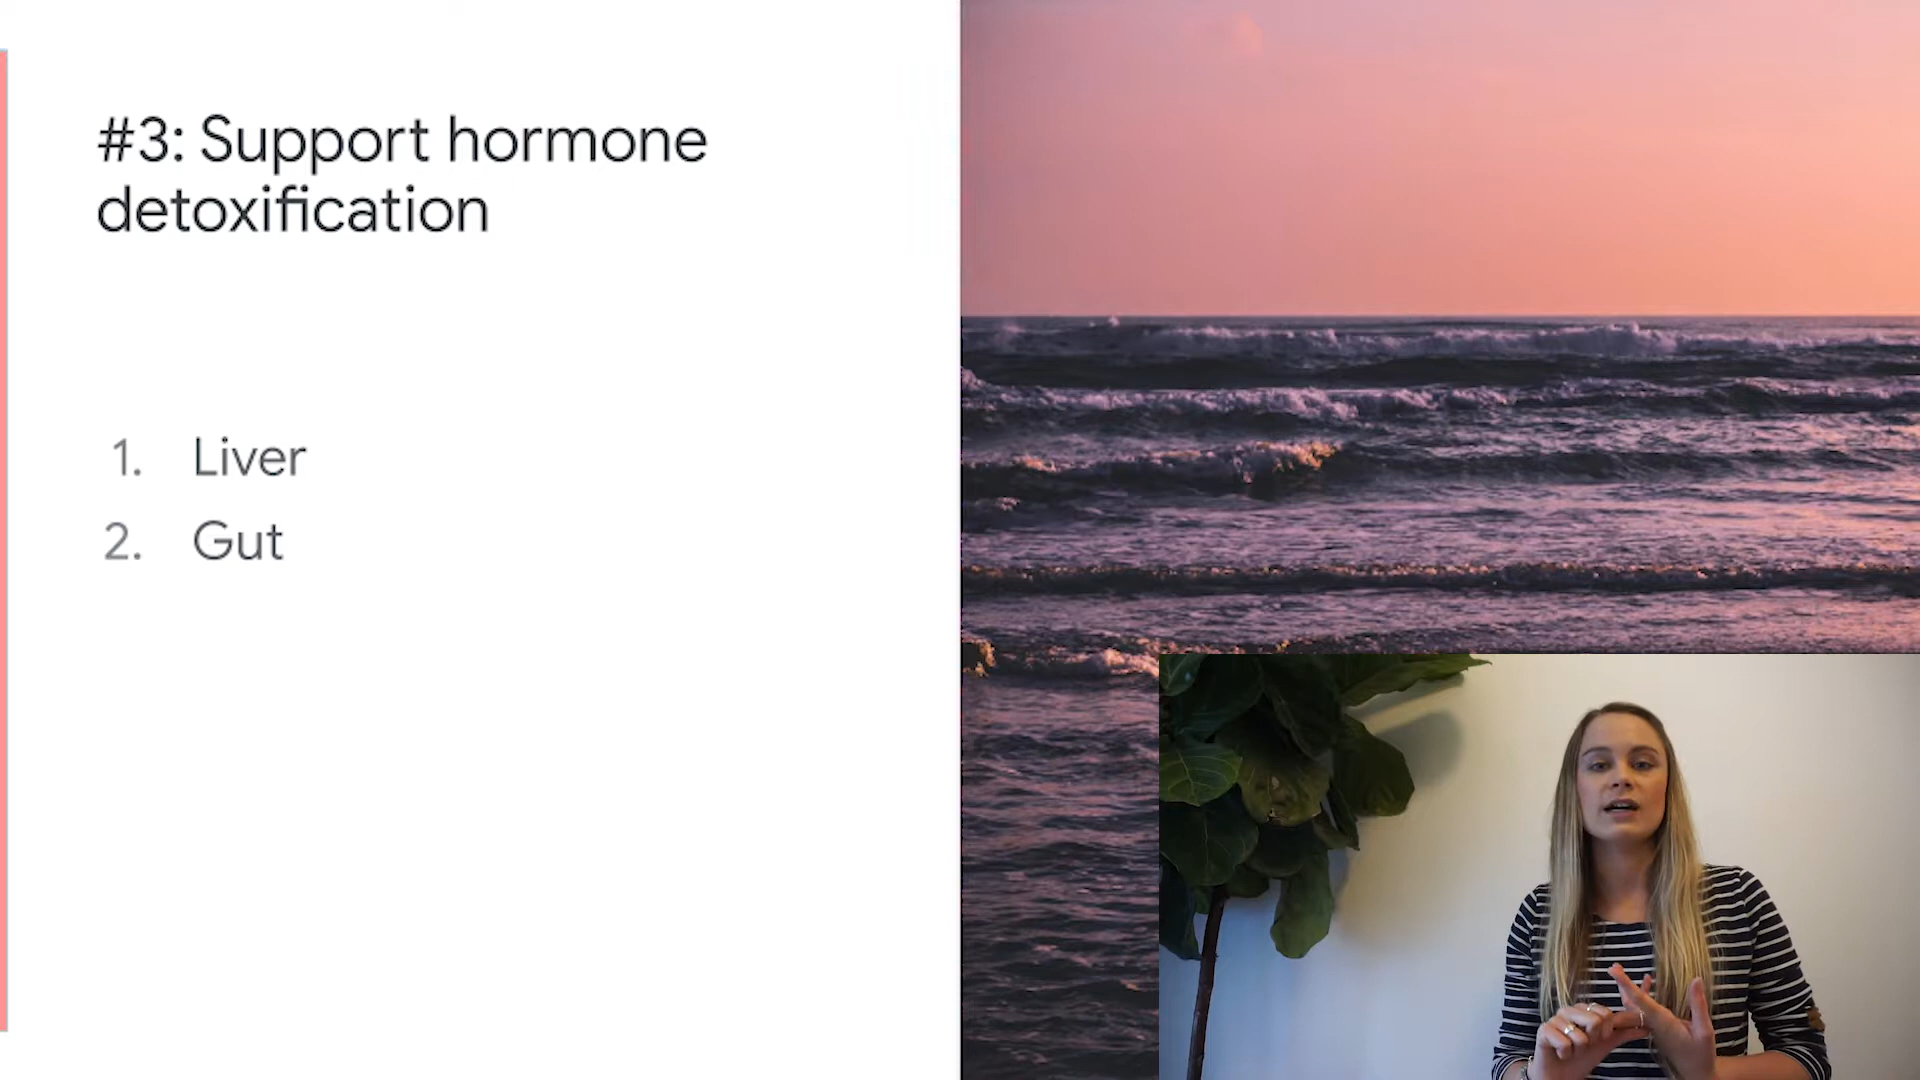 #3: Support hormone
detoxification
1. Liver
2. Gut